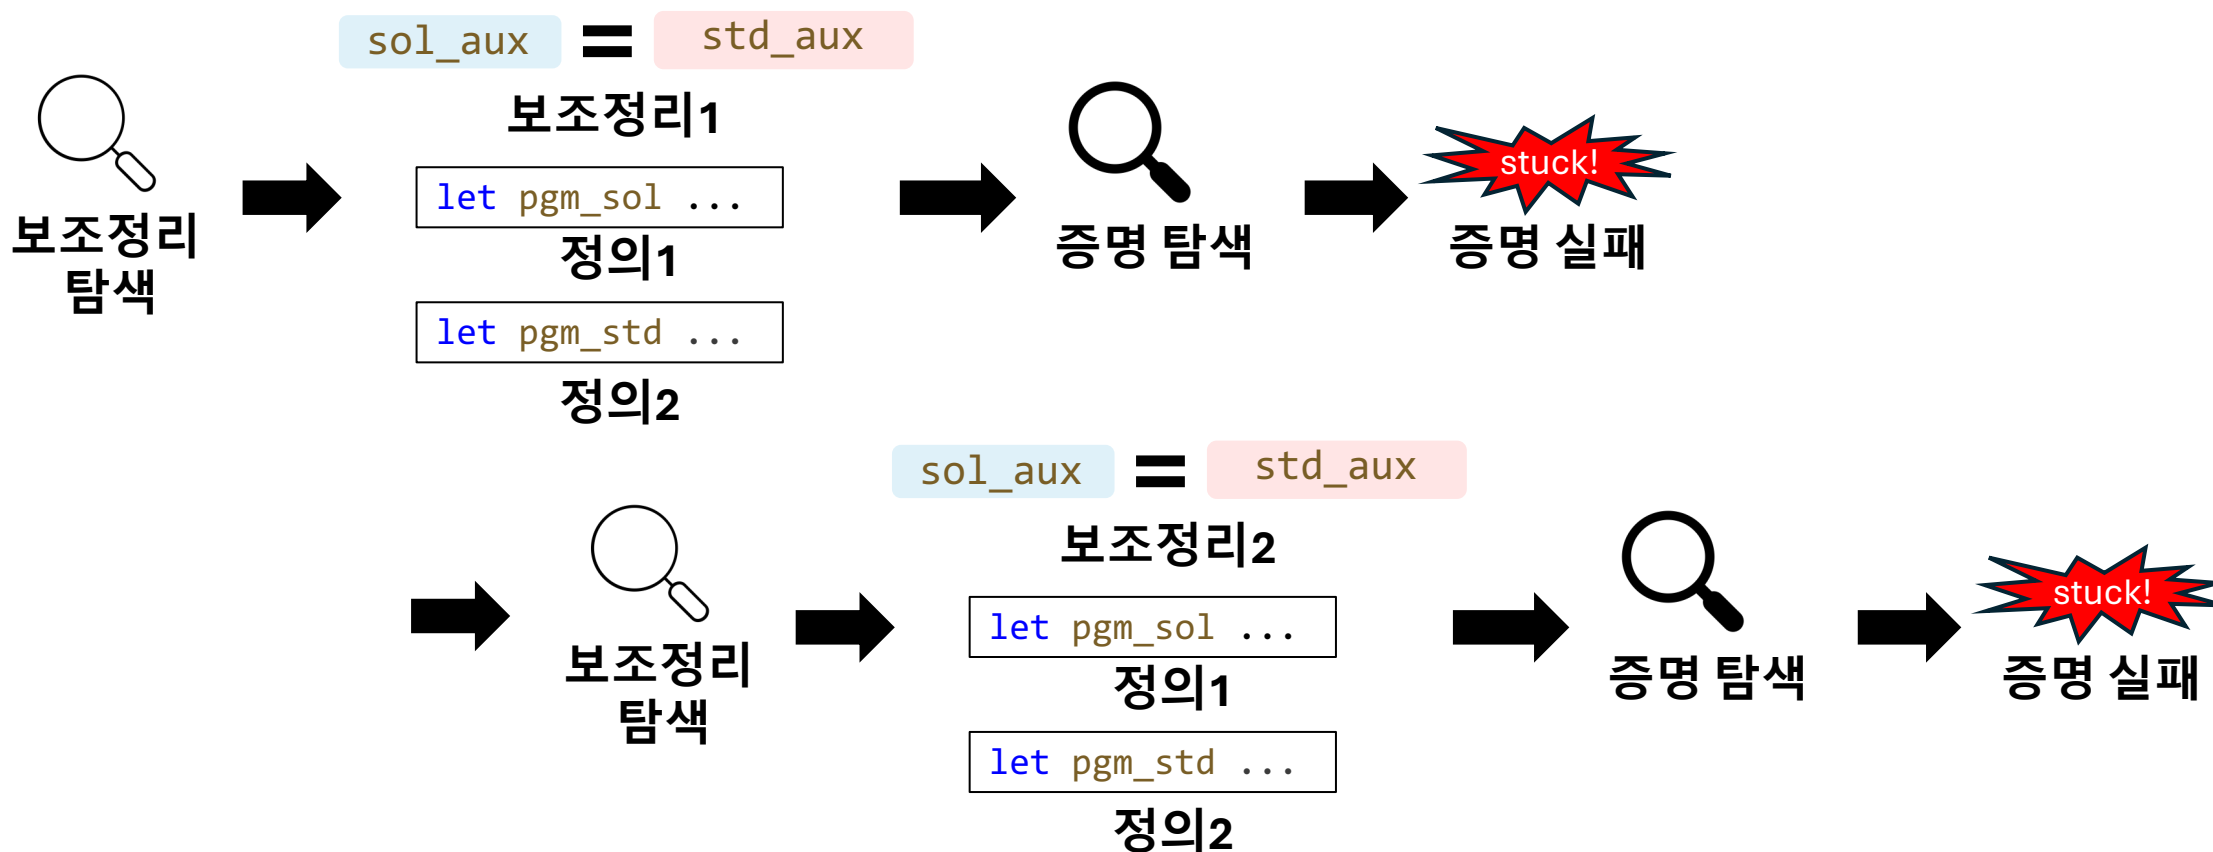 sol_aux = std_aux
보조정리1
let pgm_sol ...
정의1
let pgm_std ...
정의2
보조정리
탐색
증명 탐색
stuck!
증명 실패
sol_aux = std_aux
보조정리2
let pgm_sol ...
정의1
let pgm_std ...
정의2
보조정리
탐색
증명 탐색
stuck!
증명 실패